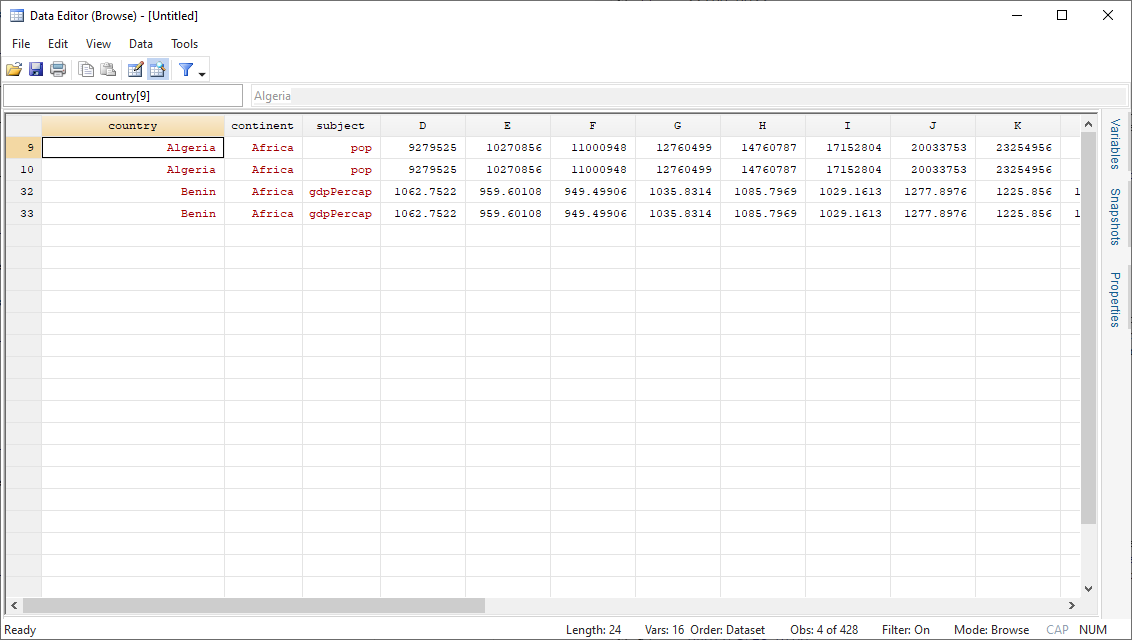 Data Editor (Browse) - [Untitled]
File Edit View Data Tools
country[9] Algeria
country continent subject D E F G H I J K
9 Algeria Africa pop 9279525 10270856 11000948 12760499 14760787 17152804 20033753 23254956
10 Algeria Africa pop 9279525 10270856 11000948 12760499 14760787 17152804 20033753 23254956
32 Benin Africa gdpPercap 1062.7522 959.60108 949.49906 1035.8314 1085.7969 1029.1613 1277.8976 1225.856 1
33 Benin Africa gdpPercap 1062.7522 959.60108 949.49906 1035.8314 1085.7969 1029.1613 1277.8976 1225.856 1
Variables
Snapshots
Properties
Ready Length: 24 Vars: 16 Order: Dataset Obs: 4 of 428 Filter: On Mode: Browse CAP NUM